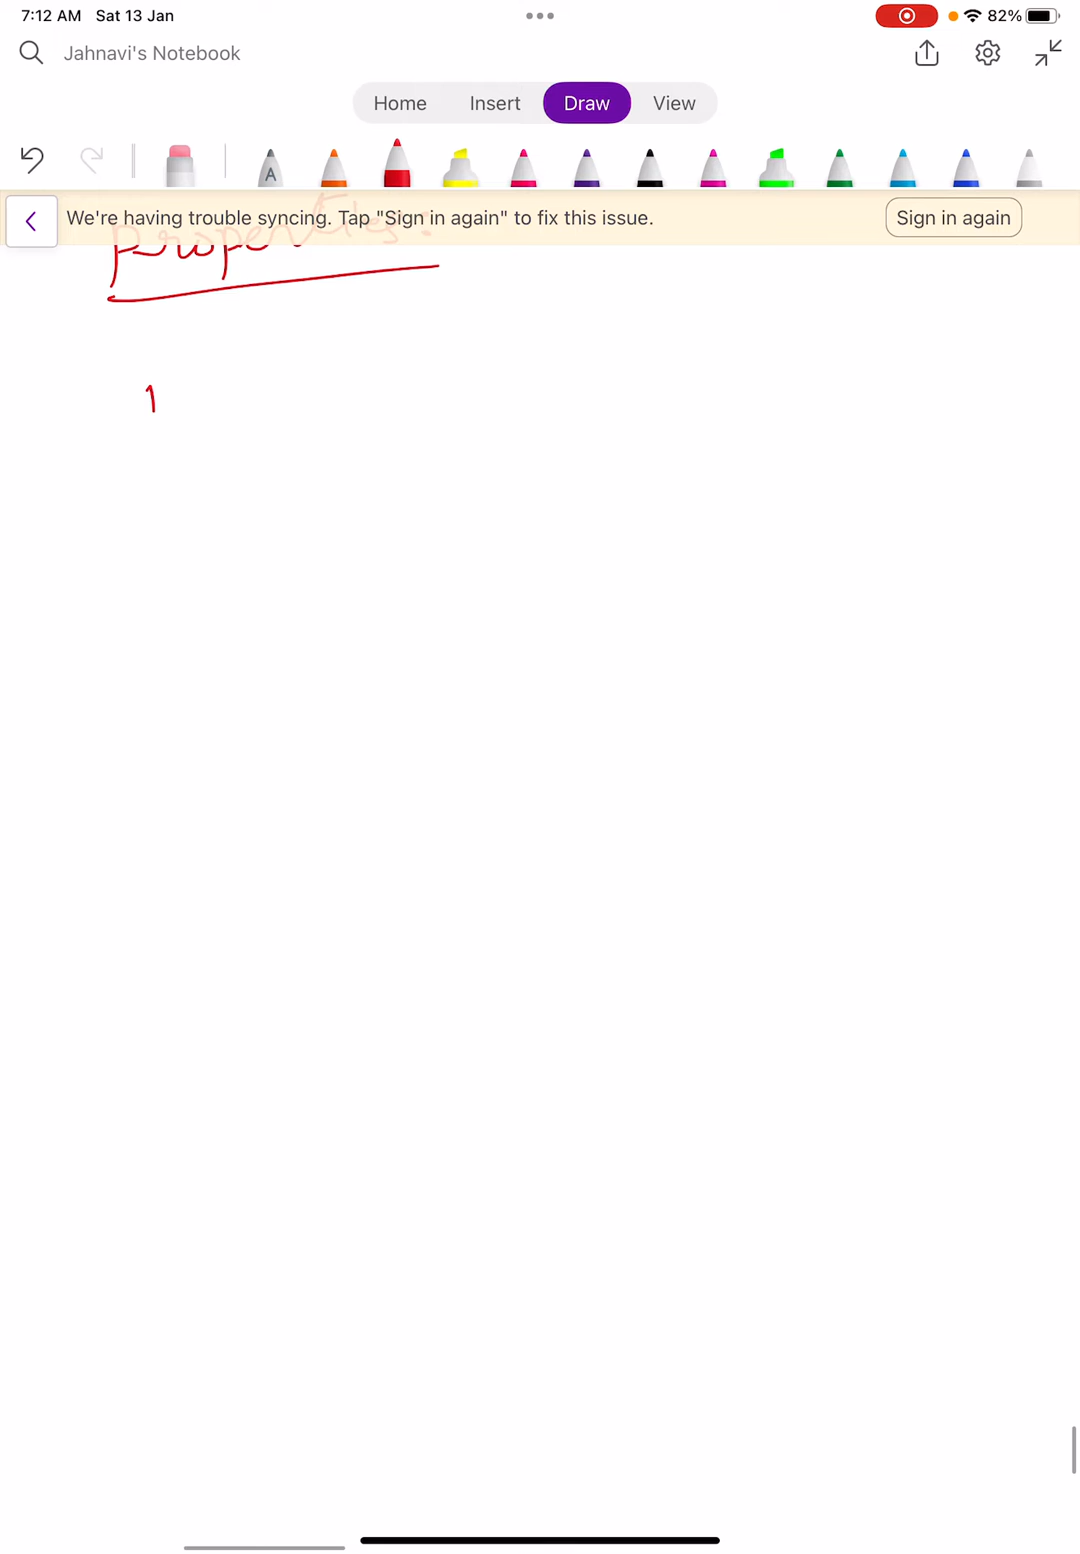 7:12 AM Sat 13 Jan
82%
Jahnavi's Notebook
Home Insert Draw View
A
We're having trouble syncing. Tap "Sign in again" to fix this issue.
Sign in again
Properties:
1